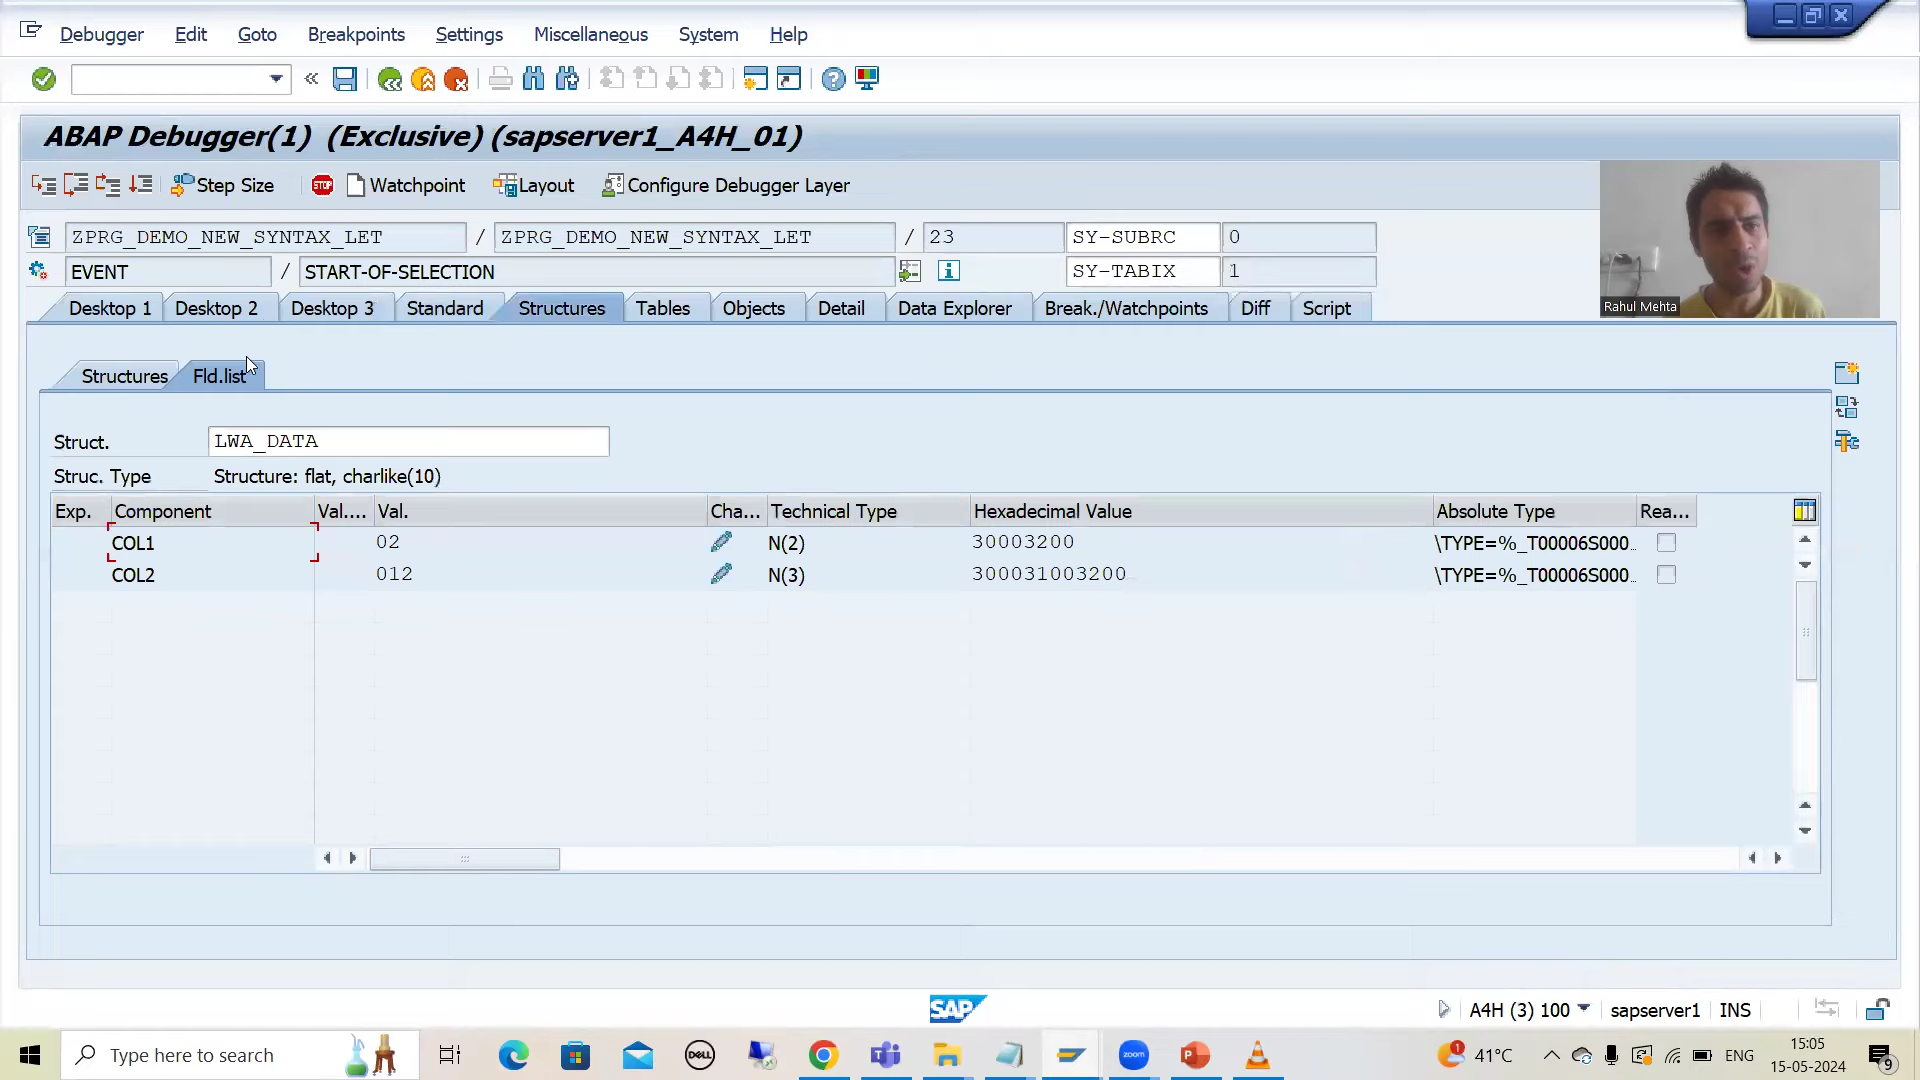 Debugger Edit Goto Breakpoints Settings Miscellaneous System Help
ABAP Debugger(1) (Exclusive) (sapserver1_A4H_01)
Step Size STOP Watchpoint Layout Configure Debugger Layer
ZPRG_DEMO_NEW_SYNTAX_LET / ZPRG_DEMO_NEW_SYNTAX_LET / 23 SY-SUBRC 0
EVENT / START-OF-SELECTION SY-TABIX 1
Rahul Mehta
Desktop 1 Desktop 2 Desktop 3 Standard Structures Tables Objects Detail Data Explorer Break./Watchpoints Diff Script
Structures Fld.list
Struct. LWA_DATA
Struc. Type Structure: flat, charlike(10)
Exp. Component Val.... Val. Cha... Technical Type Hexadecimal Value Absolute Type Rea...
COL1 02 N(2) 30003200 \TYPE=%_T00006S000...
COL2 012 N(3) 300031003200 \TYPE=%_T00006S000...
SAP A4H (3) 100 sapserver1 INS
Type here to search DELL zoom 41°C ENG 15:05
15-05-2024 9